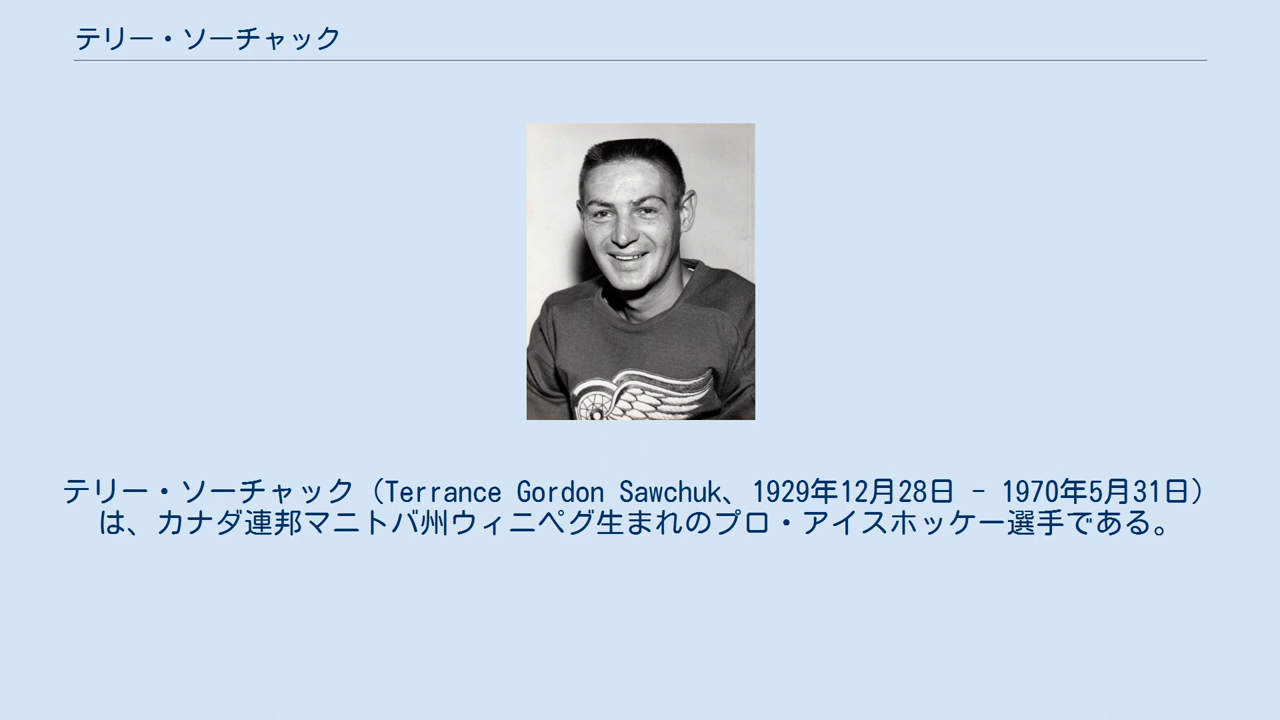 テリー・ソーチャック
テリー・ソーチャック（Terrance Gordon Sawchuk、1929年12月28日 - 1970年5月31日）
は、カナダ連邦マニトバ州ウィニペグ生まれのプロ・アイスホッケー選手である。